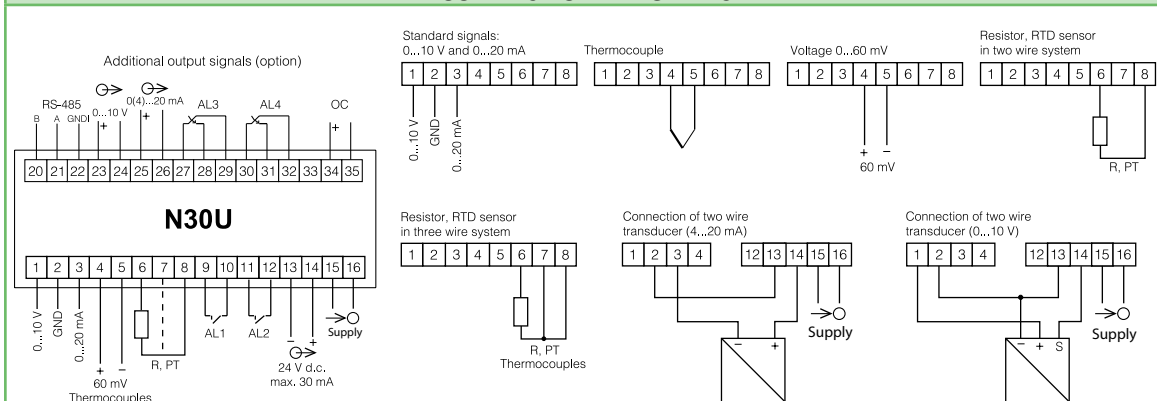 Additional output signals (option)
RS-485
B A GNDI
0...10 V
+
0(4)...20 mA
+
AL3
AL4
OC
+
20 21 22 23 24 25 26 27 28 29 30 31 32 33 34 35
N30U
1 2 3 4 5 6 7 8 9 10 11 12 13 14 15 16
0...10 V
GND
0...20 mA
+ −
60 mV
Thermocouples
R, PT
AL1
AL2
− +
24 V d.c.
max. 30 mA
Supply
Standard signals:
0...10 V and 0...20 mA
1 2 3 4 5 6 7 8
0...10 V
GND
0...20 mA
Thermocouple
1 2 3 4 5 6 7 8
Voltage 0...60 mV
1 2 3 4 5 6 7 8
+ −
60 mV
Resistor, RTD sensor
in two wire system
1 2 3 4 5 6 7 8
R, PT
Resistor, RTD sensor
in three wire system
1 2 3 4 5 6 7 8
R, PT
Thermocouples
Connection of two wire
transducer (4...20 mA)
1 2 3 4 12 13 14 15 16
Supply
− +
Connection of two wire
transducer (0...10 V)
1 2 3 4 12 13 14 15 16
Supply
− + S